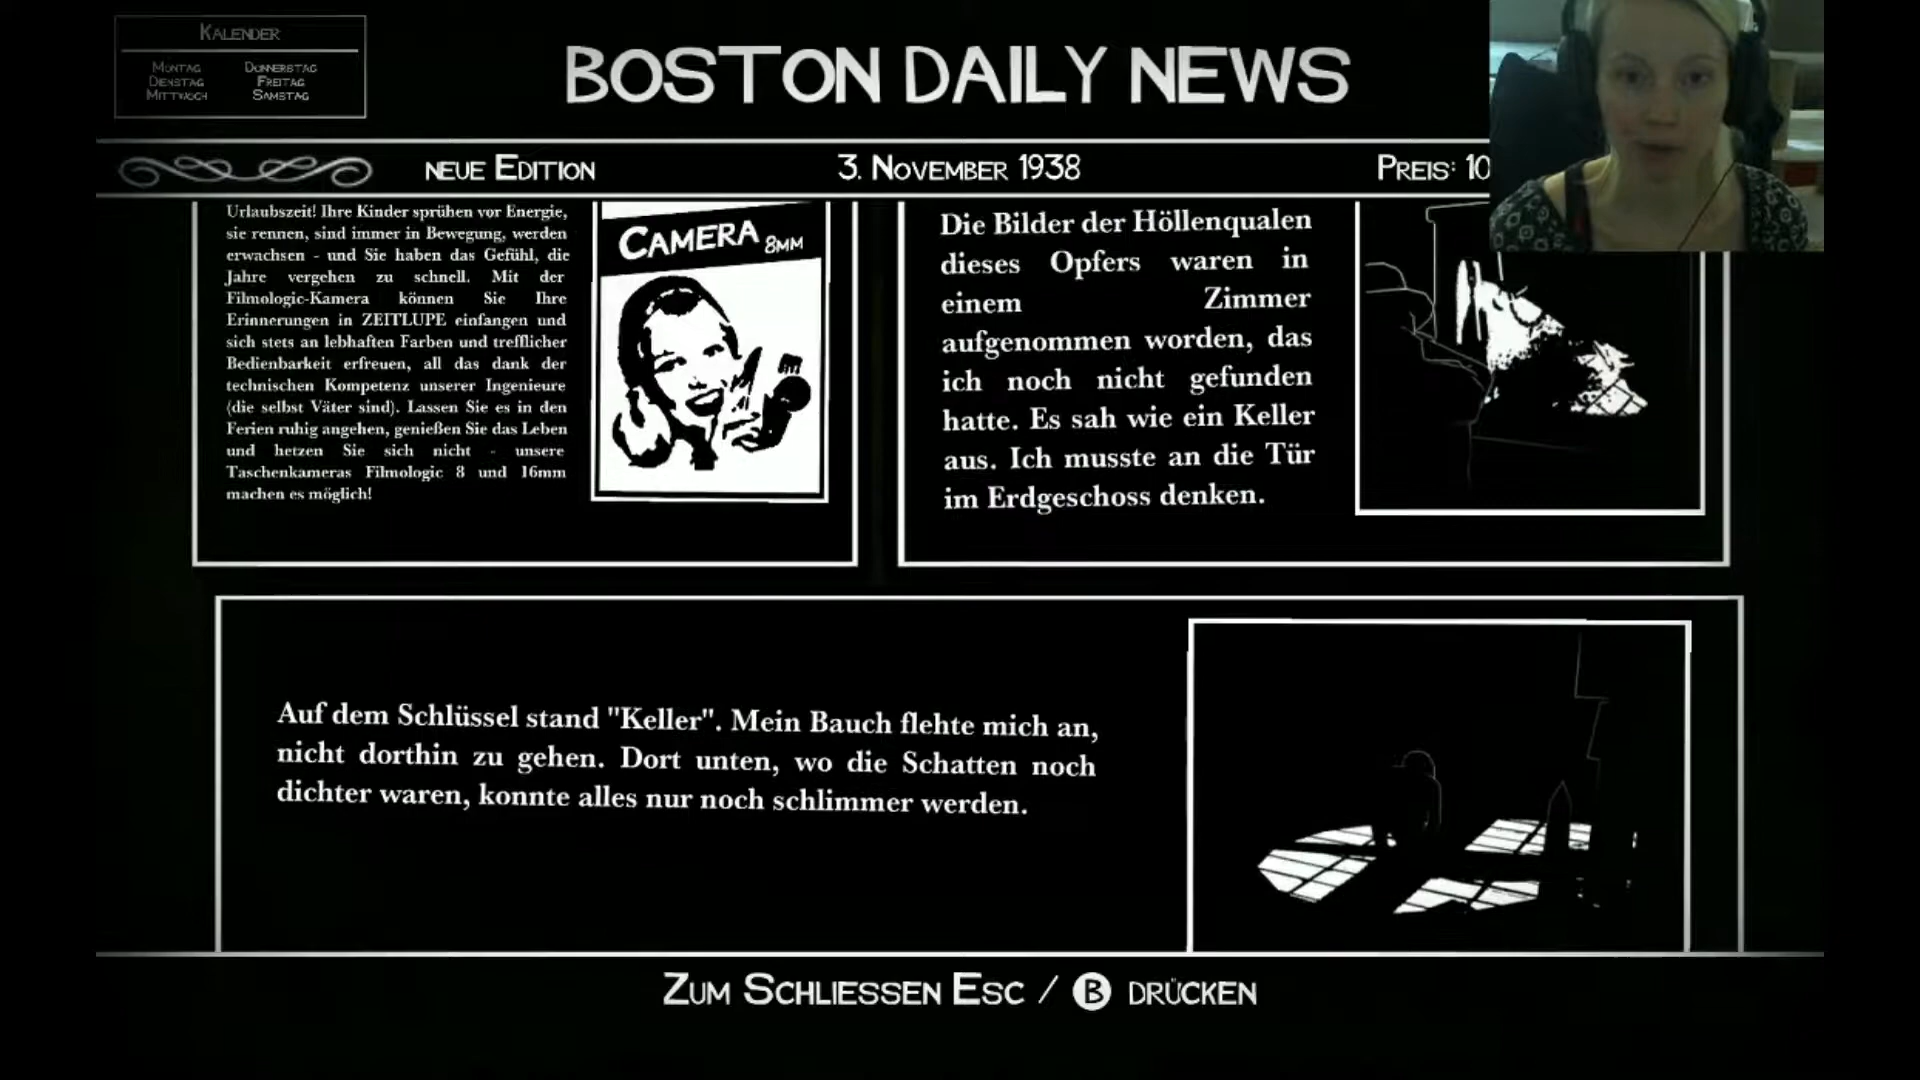 KALENDER
MONTAG DONNERSTAG
DIENSTAG FREITAG
MITTWOCH SAMSTAG
BOSTON DAILY NEWS
NEUE EDITION 3. NOVEMBER 1938 PREIS: 10
Urlaubszeit! Ihre Kinder sprühen vor Energie,
sie rennen, sind immer in Bewegung, werden
erwachsen - und Sie haben das Gefühl, die
Jahre vergehen zu schnell. Mit der
Filmologic-Kamera können Sie Ihre
Erinnerungen in ZEITLUPE einfangen und
sich stets an lebhaften Farben und trefflicher
Bedienbarkeit erfreuen, all das dank der
technischen Kompetenz unserer Ingenieure
(die selbst Väter sind). Lassen Sie es in den
Ferien ruhig angehen, genießen Sie das Leben
und hetzen Sie sich nicht - unsere
Taschenkameras Filmologic 8 und 16mm
machen es möglich!
CAMERA 8MM
Die Bilder der Höllenqualen
dieses Opfers waren in
einem Zimmer
aufgenommen worden, das
ich noch nicht gefunden
hatte. Es sah wie ein Keller
aus. Ich musste an die Tür
im Erdgeschoss denken.
Auf dem Schlüssel stand "Keller". Mein Bauch flehte mich an,
nicht dorthin zu gehen. Dort unten, wo die Schatten noch
dichter waren, konnte alles nur noch schlimmer werden.
ZUM SCHLIESSEN ESC / B DRÜCKEN